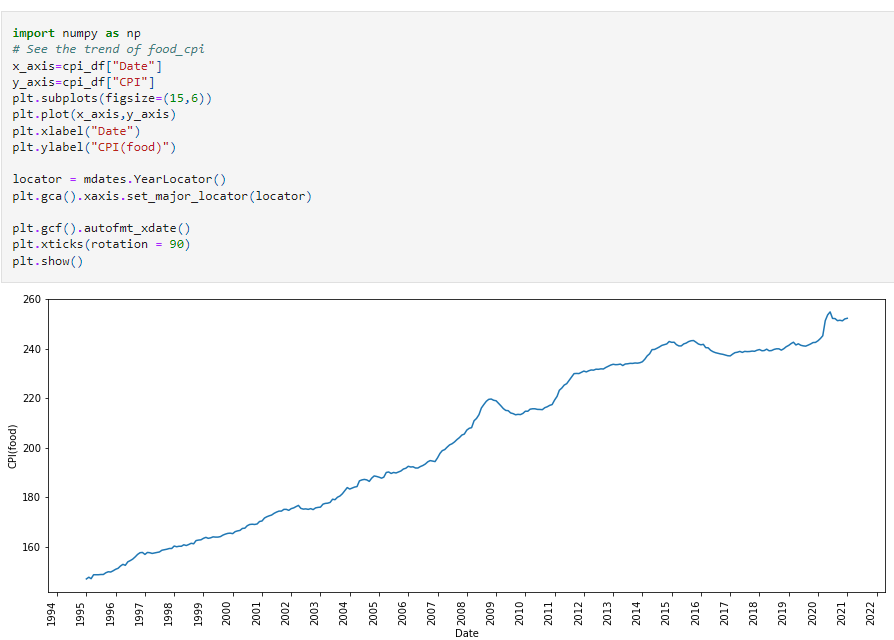 import numpy as np
# See the trend of food_cpi
x_axis=cpi_df["Date"]
y_axis=cpi_df["CPI"]
plt.subplots(figsize=(15,6))
plt.plot(x_axis,y_axis)
plt.xlabel("Date")
plt.ylabel("CPI(food)")
locator = mdates.YearLocator()
plt.gca().xaxis.set_major_locator(locator)
plt.gcf().autofmt_xdate()
plt.xticks(rotation = 90)
plt.show()
260
240
220
200
180
160
CPI(food)
1994 1995 1996 1997 1998 1999 2000 2001 2002 2003 2004 2005 2006 2007 2008 2009 2010 2011 2012 2013 2014 2015 2016 2017 2018 2019 2020 2021 2022
Date